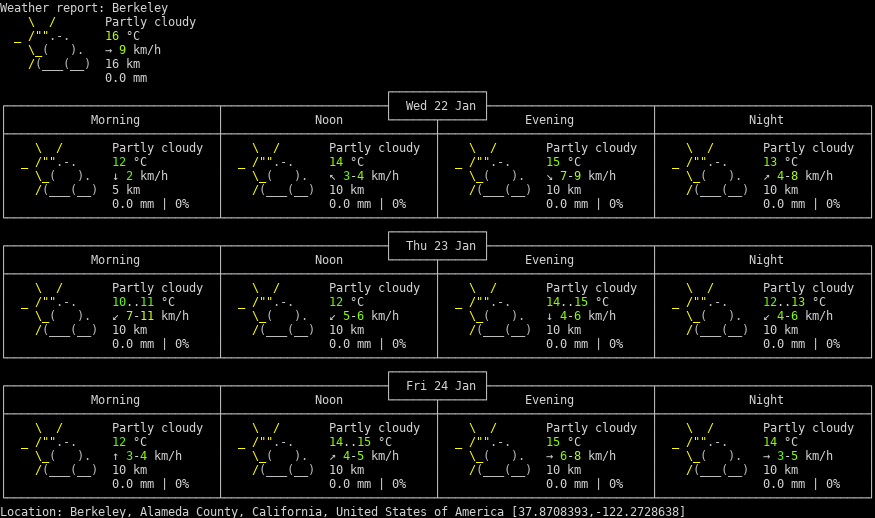 Weather report: Berkeley
Partly cloudy
16 °C
→ 9 km/h
16 km
0.0 mm
Wed 22 Jan
Morning Noon Evening Night
Partly cloudy Partly cloudy Partly cloudy Partly cloudy
12 °C 14 °C 15 °C 13 °C
↓ 2 km/h ↖ 3-4 km/h ↘ 7-9 km/h ↗ 4-8 km/h
5 km 10 km 10 km 10 km
0.0 mm | 0% 0.0 mm | 0% 0.0 mm | 0% 0.0 mm | 0%
Thu 23 Jan
Morning Noon Evening Night
Partly cloudy Partly cloudy Partly cloudy Partly cloudy
10..11 °C 12 °C 14..15 °C 12..13 °C
↙ 7-11 km/h ↙ 5-6 km/h ↓ 4-6 km/h ↙ 4-6 km/h
10 km 10 km 10 km 10 km
0.0 mm | 0% 0.0 mm | 0% 0.0 mm | 0% 0.0 mm | 0%
Fri 24 Jan
Morning Noon Evening Night
Partly cloudy Partly cloudy Partly cloudy Partly cloudy
12 °C 14..15 °C 15 °C 14 °C
↑ 3-4 km/h ↗ 4-5 km/h → 6-8 km/h → 3-5 km/h
10 km 10 km 10 km 10 km
0.0 mm | 0% 0.0 mm | 0% 0.0 mm | 0% 0.0 mm | 0%
Location: Berkeley, Alameda County, California, United States of America [37.8708393,-122.2728638]